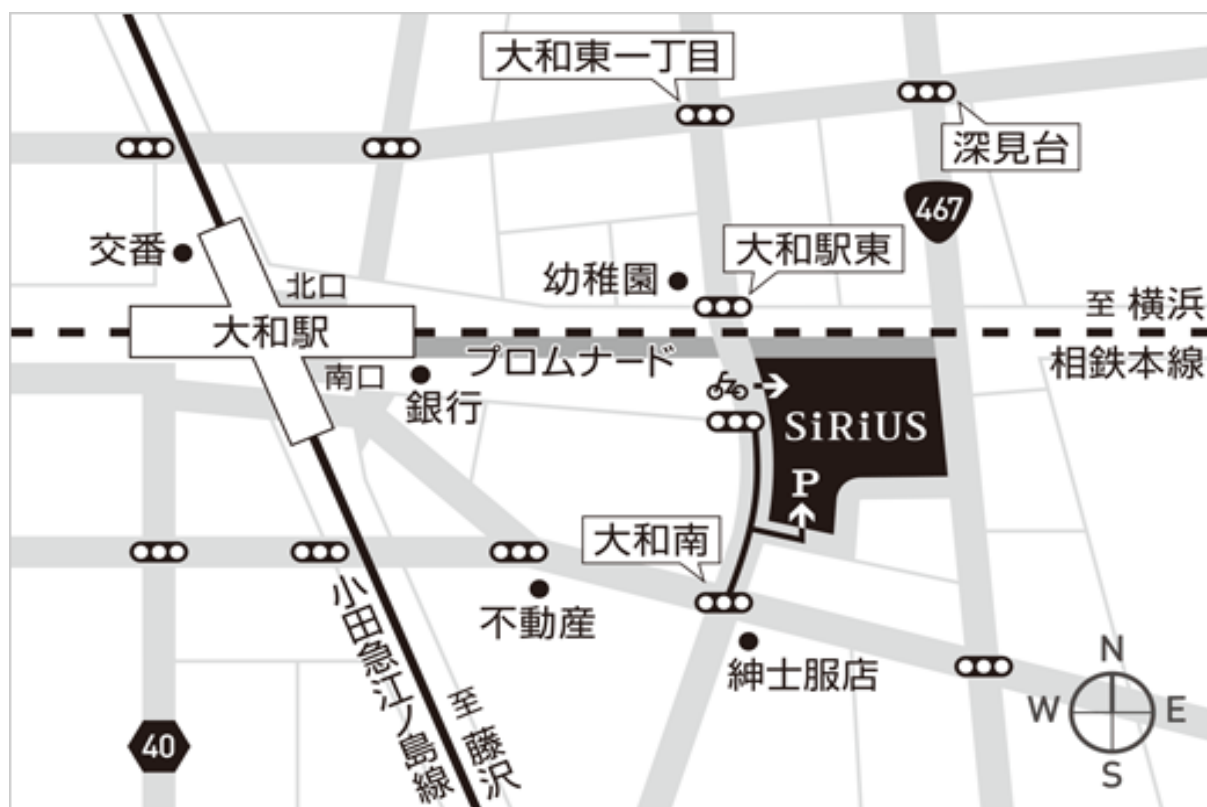 大和東一丁目
深見台
467
交番
北口
大和駅
幼稚園
大和駅東
至 横浜
相鉄本線
プロムナード
南口
銀行
SiRiUS
P
大和南
不動産
紳士服店
小田急江ノ島線
至 藤沢
40
N
W E
S